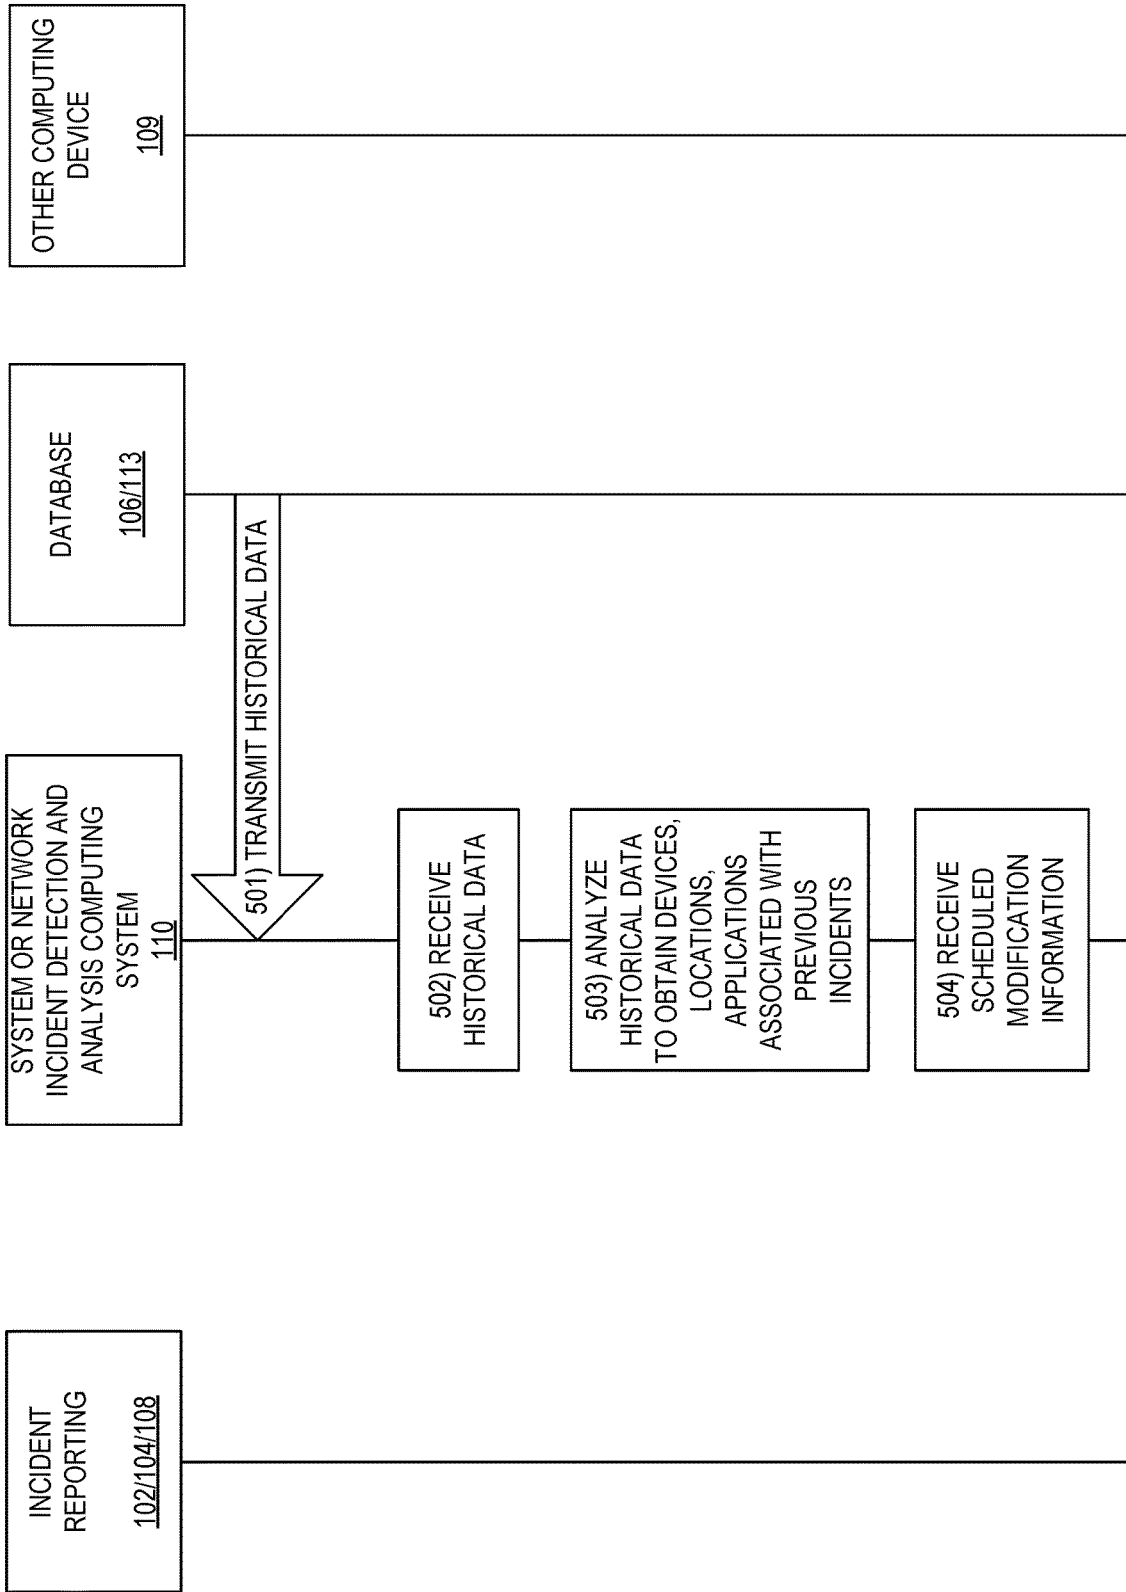 INCIDENT
REPORTING
102/104/108
SYSTEM OR NETWORK
INCIDENT DETECTION AND
ANALYSIS COMPUTING
SYSTEM
110
DATABASE
106/113
OTHER COMPUTING
DEVICE
109
501) TRANSMIT HISTORICAL DATA
502) RECEIVE
HISTORICAL DATA
503) ANALYZE
HISTORICAL DATA
TO OBTAIN DEVICES,
LOCATIONS,
APPLICATIONS
ASSOCIATED WITH
PREVIOUS
INCIDENTS
504) RECEIVE
SCHEDULED
MODIFICATION
INFORMATION